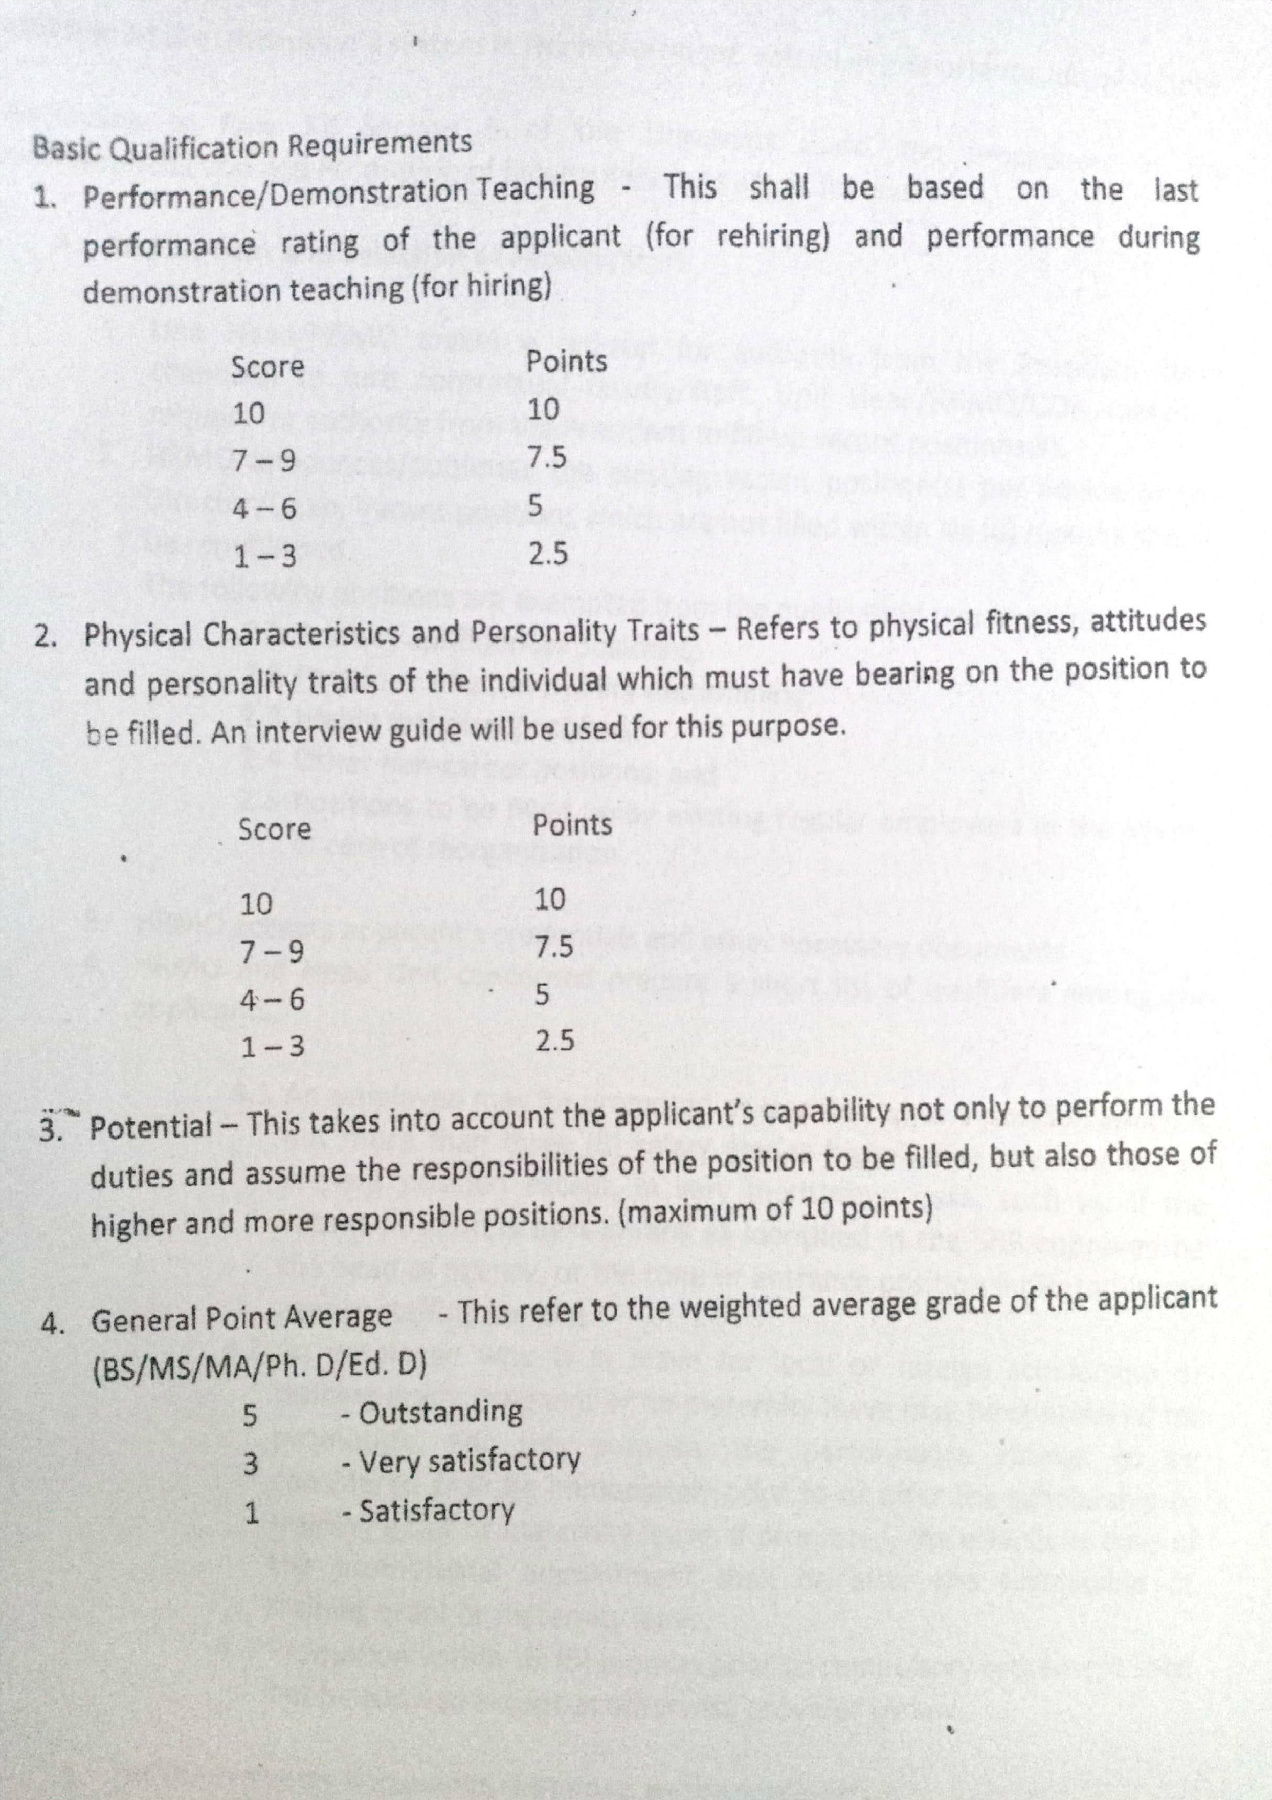 Basic Qualification Requirements
1. Performance/Demonstration Teaching - This shall be based on the last
performance rating of the applicant (for rehiring) and performance during
demonstration teaching (for hiring)
Score Points
10 10
7 – 9 7.5
4 – 6 5
1 – 3 2.5
2. Physical Characteristics and Personality Traits – Refers to physical fitness, attitudes
and personality traits of the individual which must have bearing on the position to
be filled. An interview guide will be used for this purpose.
Score Points
10 10
7 – 9 7.5
4 – 6 5
1 – 3 2.5
3. Potential – This takes into account the applicant's capability not only to perform the
duties and assume the responsibilities of the position to be filled, but also those of
higher and more responsible positions. (maximum of 10 points)
4. General Point Average - This refer to the weighted average grade of the applicant
(BS/MS/MA/Ph. D/Ed. D)
5 - Outstanding
3 - Very satisfactory
1 - Satisfactory